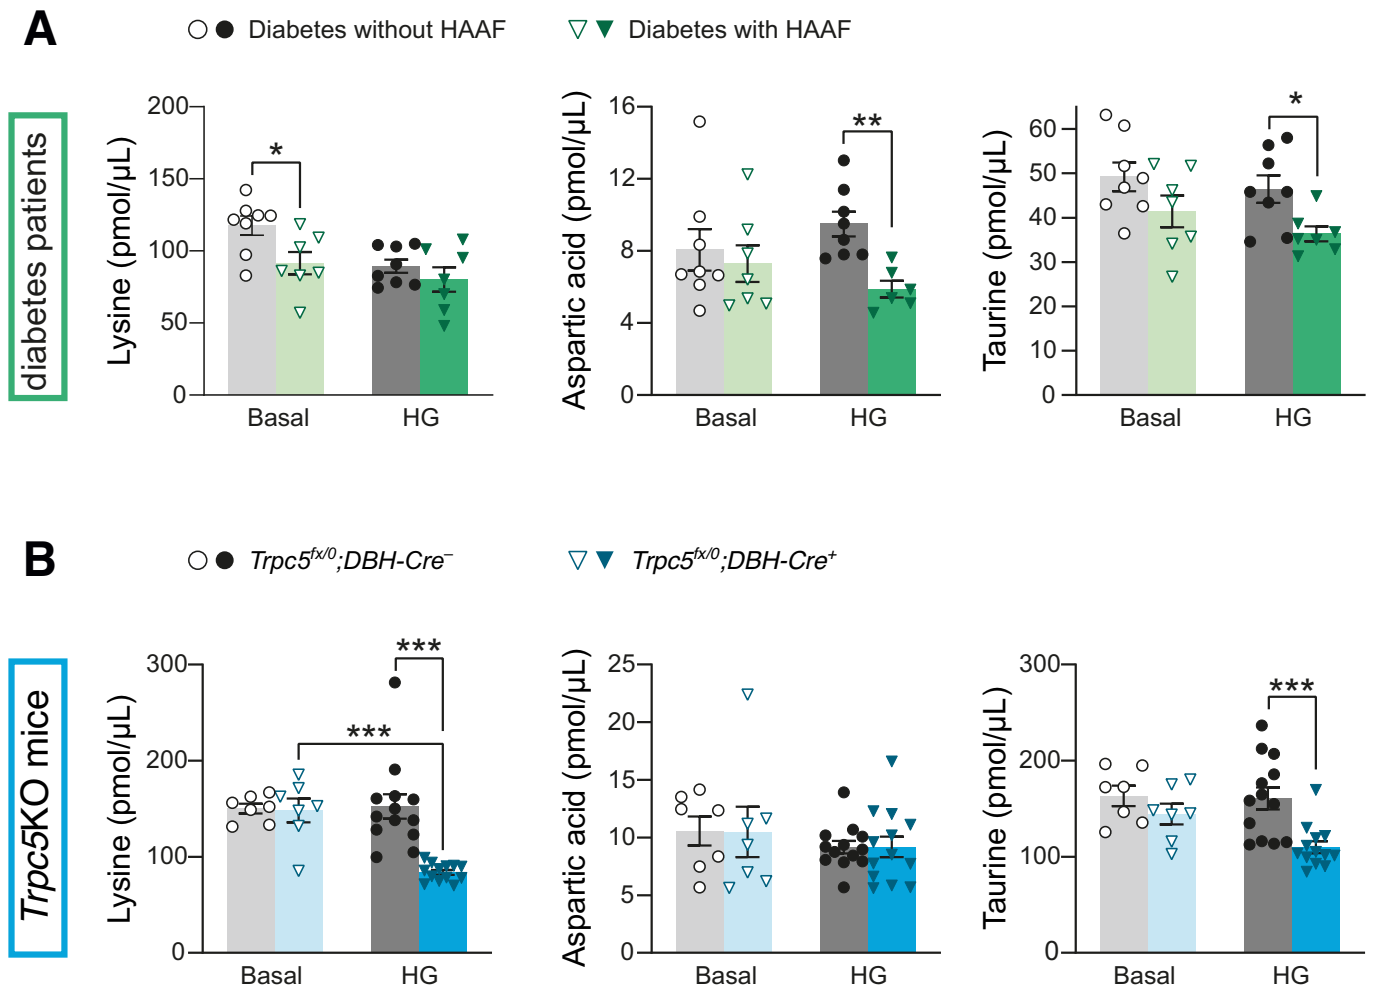 A
Diabetes without HAAF
Diabetes with HAAF
diabetes patients
Lysine (pmol/µL)
200
150
100
50
0
*
Basal
HG
Aspartic acid (pmol/µL)
16
12
8
4
0
**
Basal
HG
Taurine (pmol/µL)
60
50
40
30
20
10
0
*
Basal
HG
B
Trpc5fx/0;DBH-Cre–
Trpc5fx/0;DBH-Cre+
Trpc5KO mice
Lysine (pmol/µL)
300
200
100
0
***
***
Basal
HG
Aspartic acid (pmol/µL)
25
20
15
10
5
0
Basal
HG
Taurine (pmol/µL)
300
200
100
0
***
Basal
HG